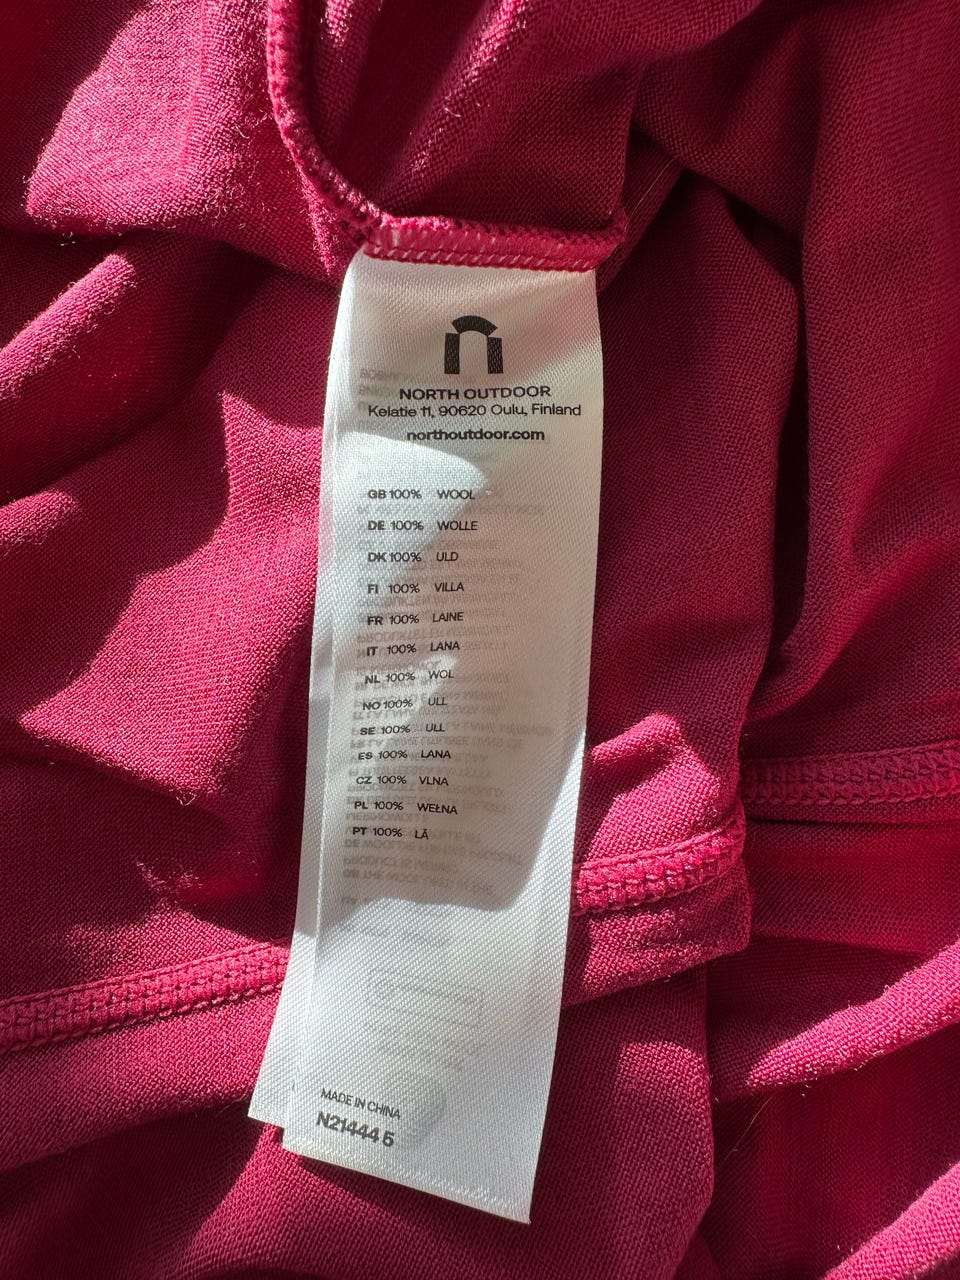 NORTH OUTDOOR
Kelatie 11, 90620 Oulu, Finland
northoutdoor.com
GB 100% WOOL
DE 100% WOLLE
DK 100% ULD
FI 100% VILLA
FR 100% LAINE
IT 100% LANA
NL 100% WOL
NO 100% ULL
SE 100% ULL
ES 100% LANA
CZ 100% VLNA
PL 100% WEŁNA
PT 100% LÃ
MADE IN CHINA
N21444 5